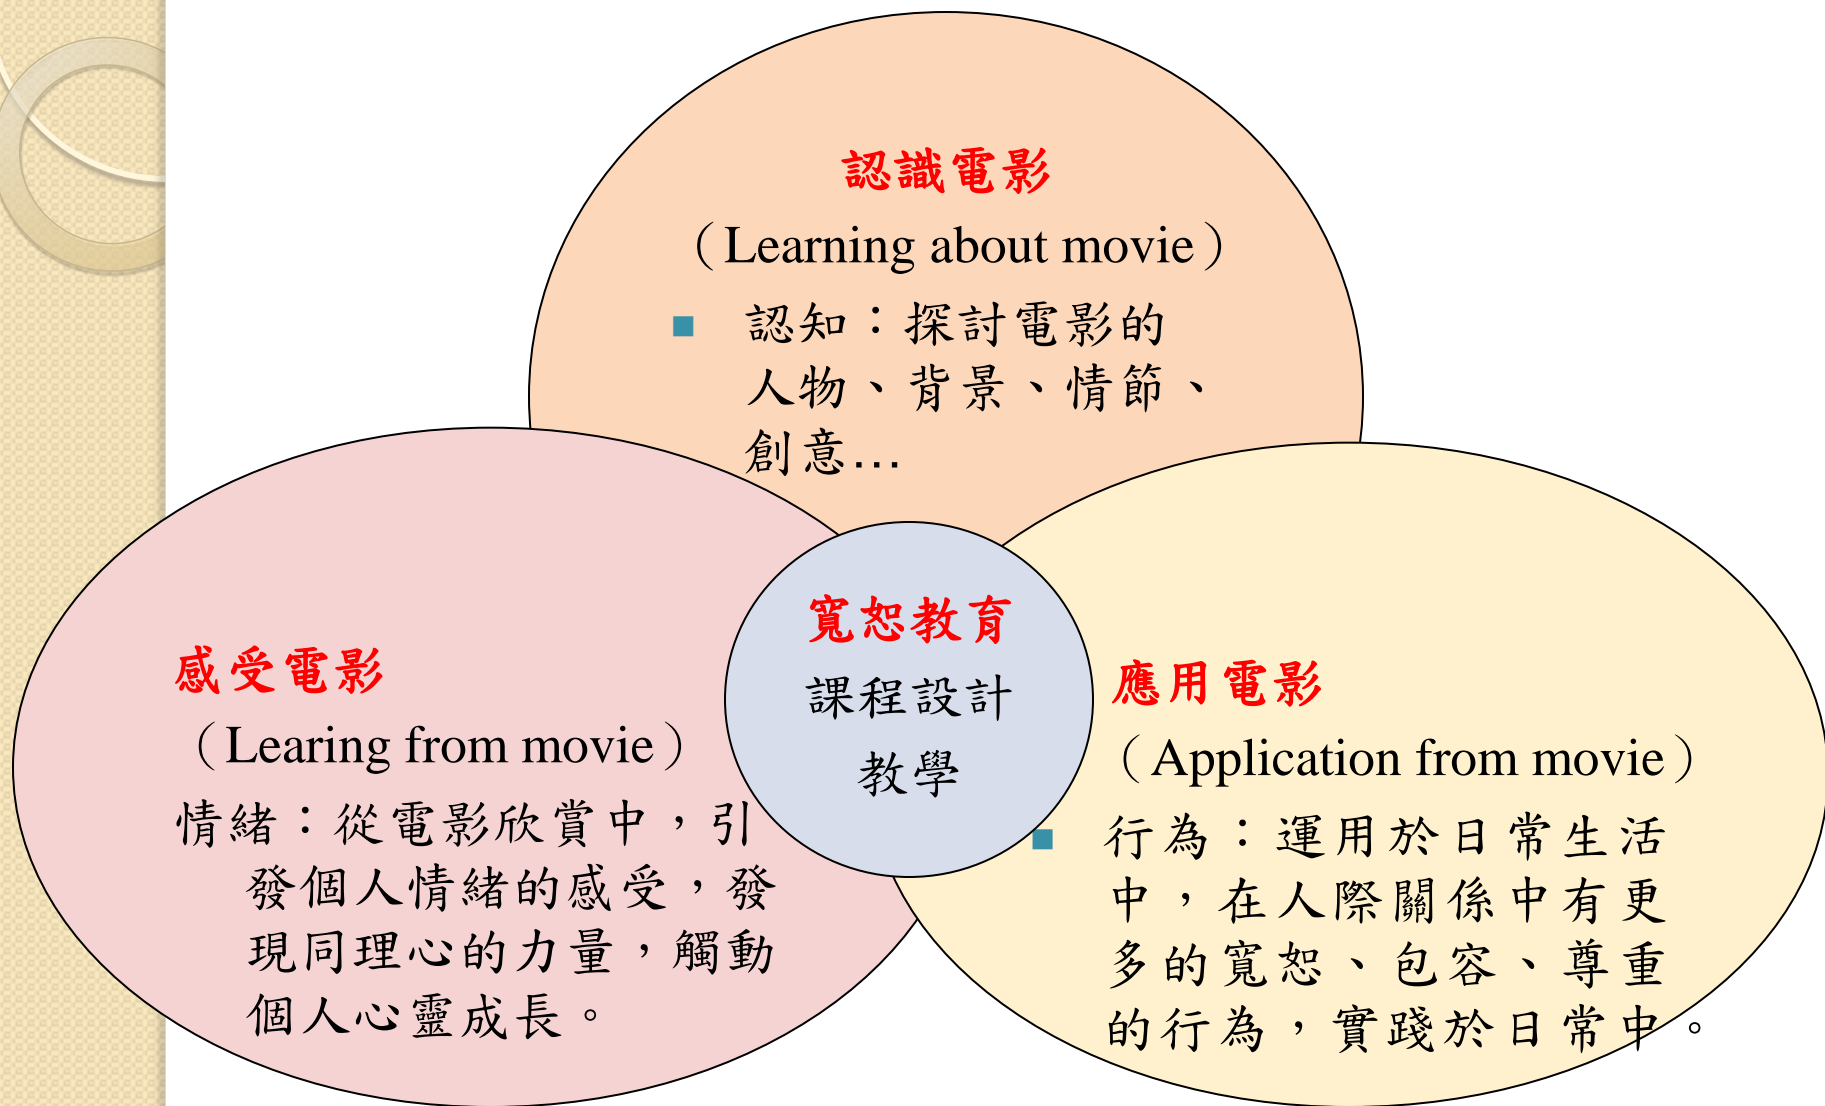 認識電影
（Learning about movie）
認知：探討電影的
人物、背景、情節、
創意…
寬恕教育
課程設計
教學
感受電影
（Learing from movie）
情緒：從電影欣賞中，引
發個人情緒的感受，發
現同理心的力量，觸動
個人心靈成長。
應用電影
（Application from movie）
行為：運用於日常生活
中，在人際關係中有更
多的寬恕、包容、尊重
的行為，實踐於日常中。